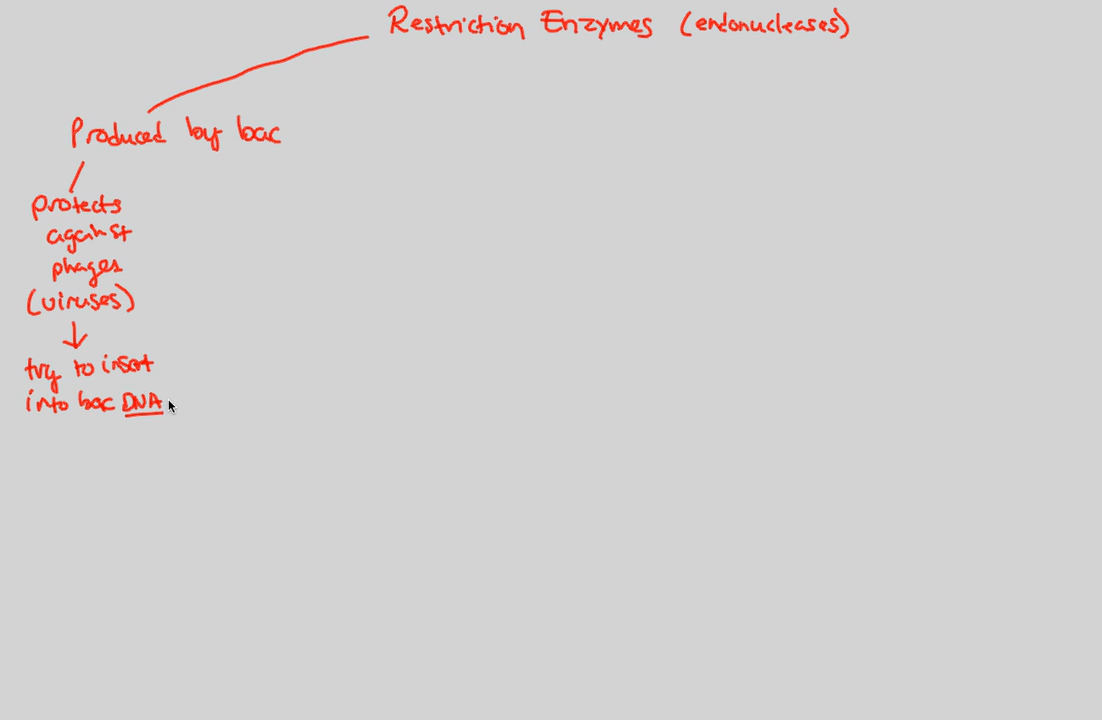 Restriction Enzymes (endonucleases)
Produced by bac
protects
against
phages
(viruses)
try to insert
into bac DNA